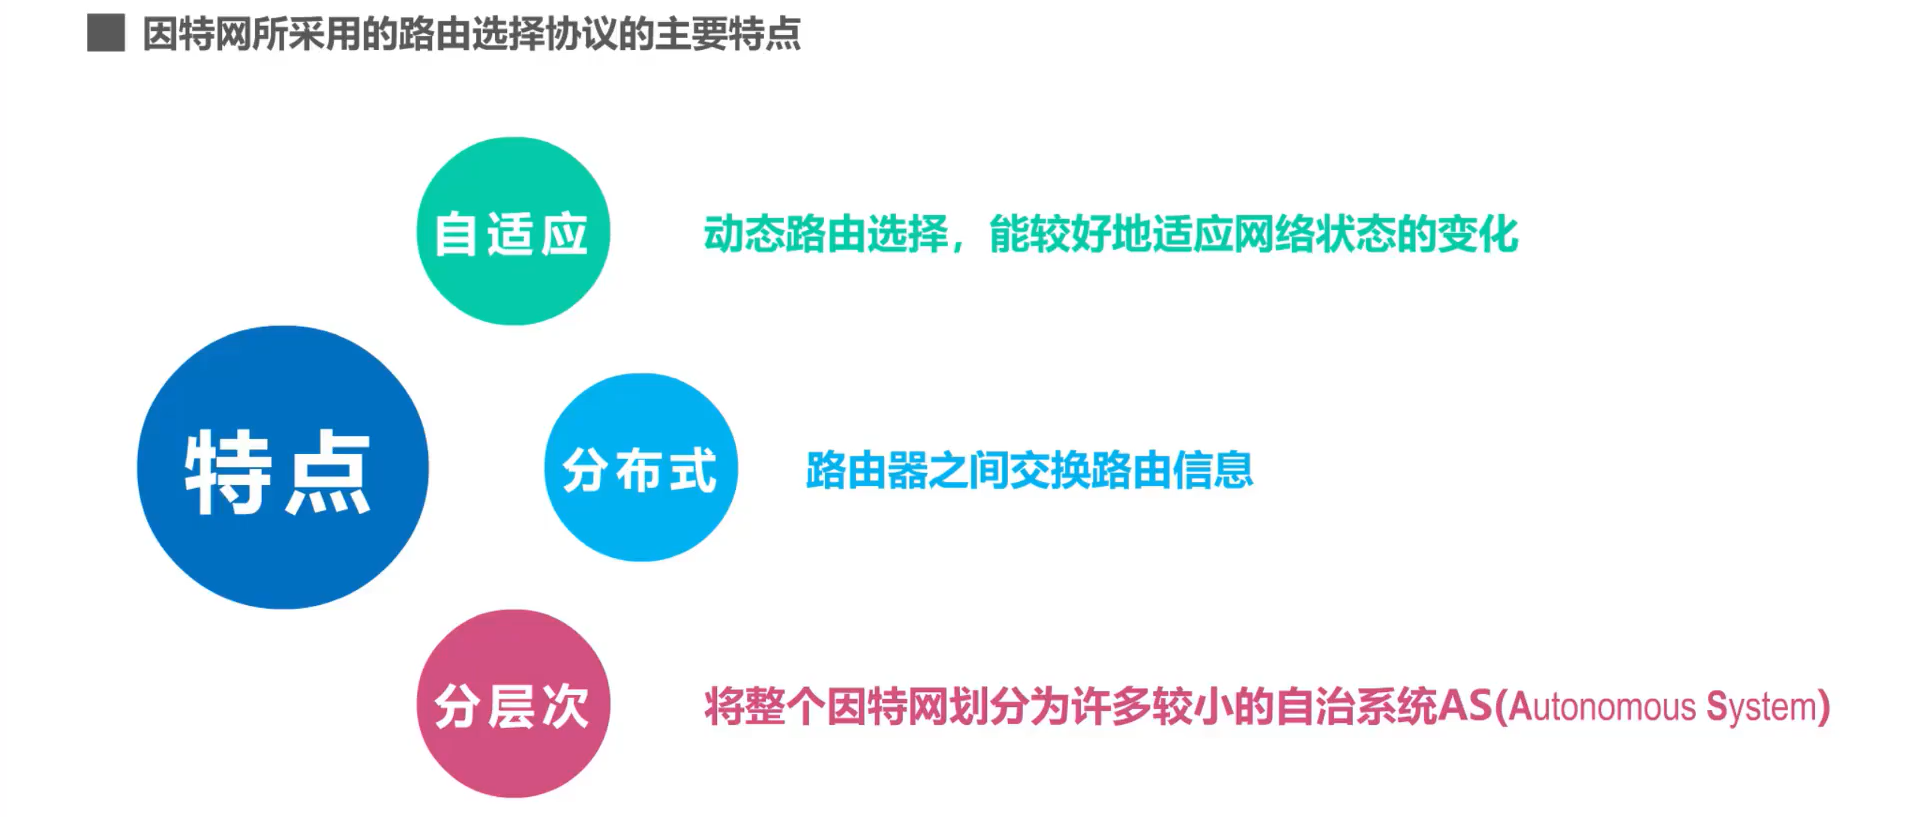 因特网所采用的路由选择协议的主要特点
自适应
动态路由选择，能较好地适应网络状态的变化
特点
分布式
路由器之间交换路由信息
分层次
将整个因特网划分为许多较小的自治系统AS(Autonomous System)